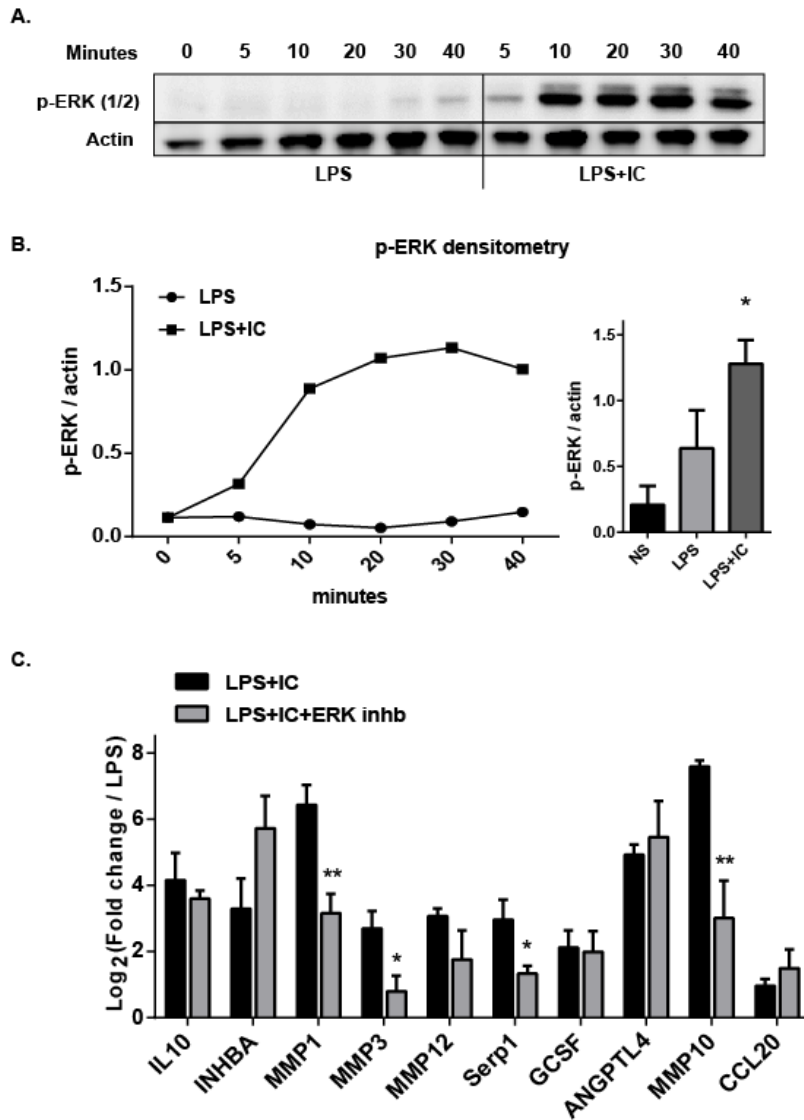 A.
Minutes 0 5 10 20 30 40 5 10 20 30 40
p-ERK (1/2)
Actin
LPS LPS+IC
B.
p-ERK densitometry
LPS
LPS+IC
p-ERK / actin
1.5
1.0
0.5
0.0
0 5 10 20 30 40
minutes
*
p-ERK / actin
1.5
1.0
0.5
0.0
NS LPS LPS+IC
C.
LPS+IC
LPS+IC+ERK inhb
Log2(Fold change / LPS)
8
6
4
2
0
** * * **
IL10 INHBA MMP1 MMP3 MMP12 Serp1 GCSF ANGPTL4 MMP10 CCL20